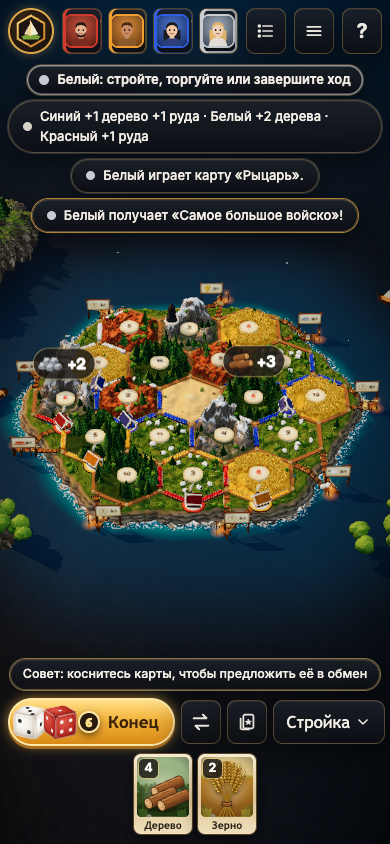 ?
Белый: стройте, торгуйте или завершите ход
Синий +1 дерево +1 руда · Белый +2 дерева ·
Красный +1 руда
Белый играет карту «Рыцарь».
Белый получает «Самое большое войско»!
+2
+3
Совет: коснитесь карты, чтобы предложить её в обмен
6 Конец
Стройка
4
2
Дерево
Зерно